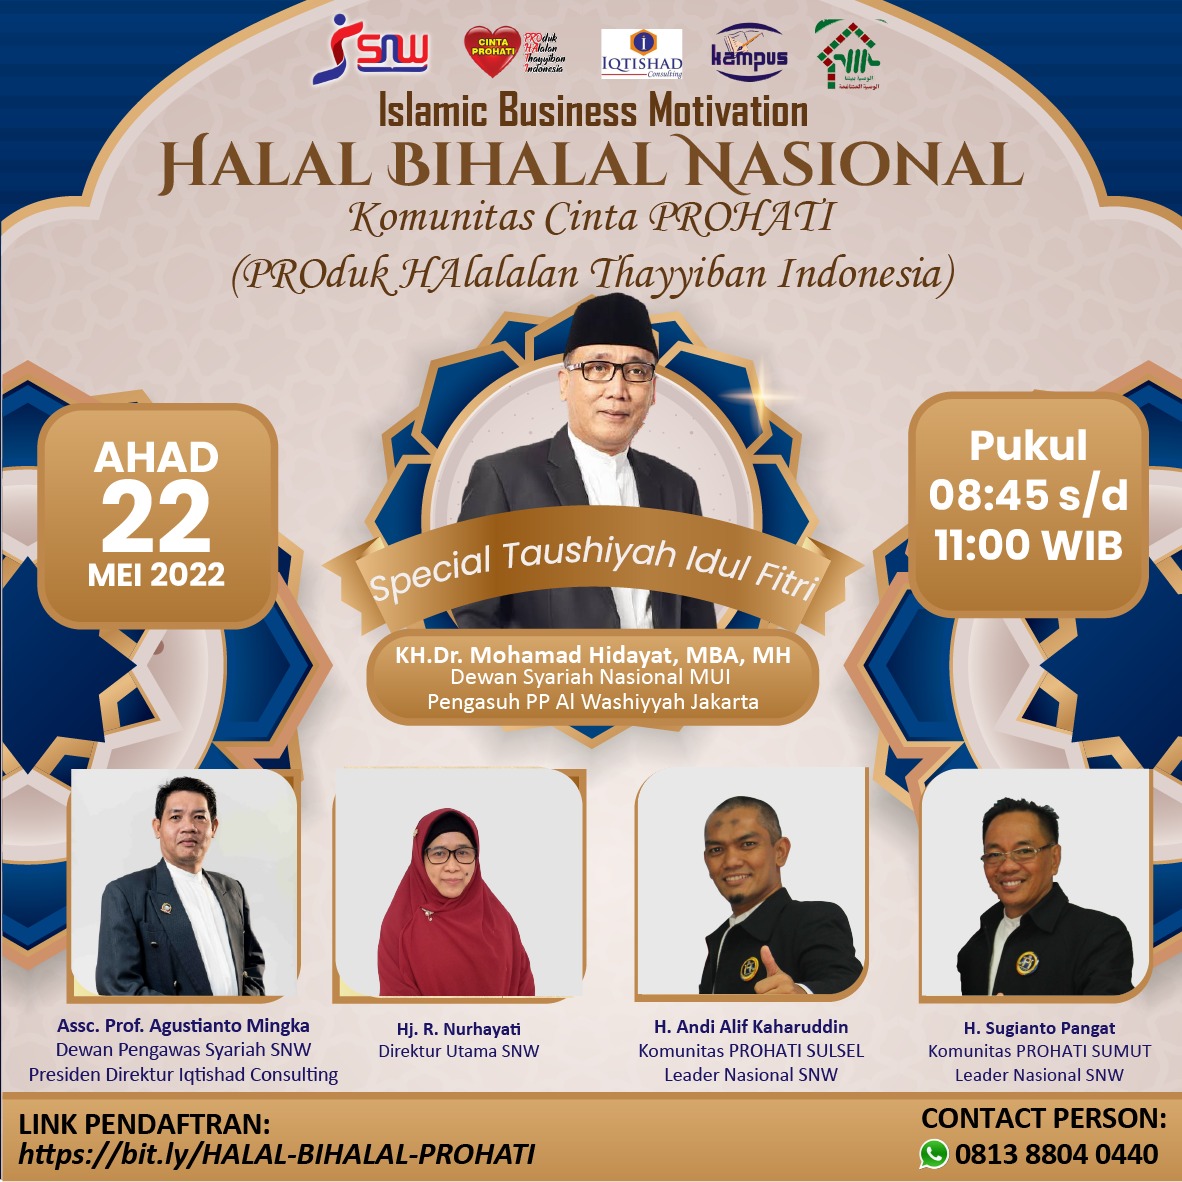 SNW
CINTA PROHATI
PROduk
HAlalan
Thayyiban
Indonesia
IQTISHAD
Consulting
kampus
الوصية بيتنا
Islamic Business Motivation
HALAL BIHALAL NASIONAL
Komunitas Cinta PROHATI
(PROduk HAlalalan Thayyiban Indonesia)
AHAD
22
MEI 2022
Pukul
08:45 s/d
11:00 WIB
Special Taushiyah Idul Fitri
KH.Dr. Mohamad Hidayat, MBA, MH
Dewan Syariah Nasional MUI
Pengasuh PP Al Washiyyah Jakarta
Assc. Prof. Agustianto Mingka
Dewan Pengawas Syariah SNW
Presiden Direktur Iqtishad Consulting
Hj. R. Nurhayati
Direktur Utama SNW
H. Andi Alif Kaharuddin
Komunitas PROHATI SULSEL
Leader Nasional SNW
H. Sugianto Pangat
Komunitas PROHATI SUMUT
Leader Nasional SNW
LINK PENDAFTRAN:
https://bit.ly/HALAL-BIHALAL-PROHATI
CONTACT PERSON:
0813 8804 0440